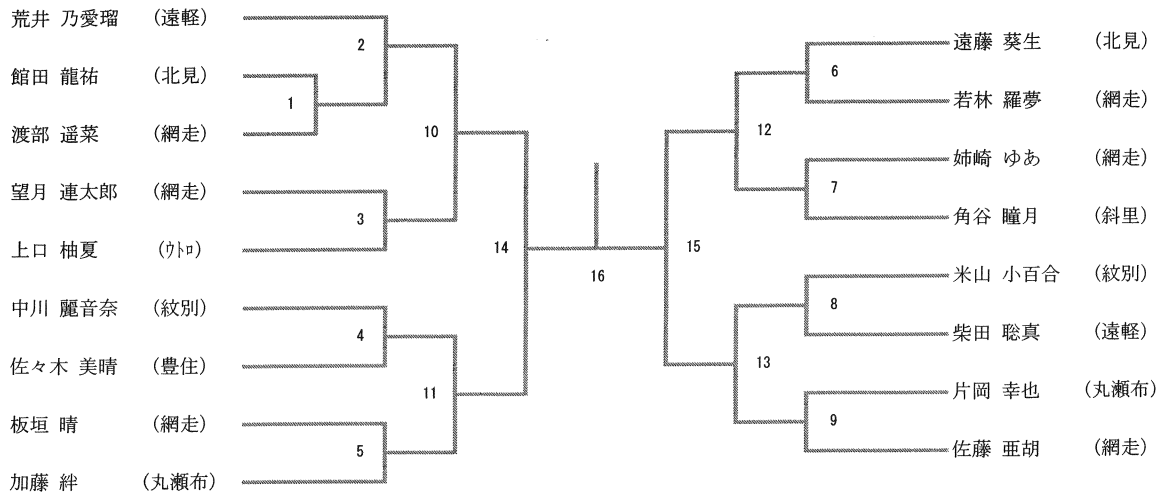 荒井 乃愛瑠 (遠軽)
館田 龍祐 (北見)
渡部 遥菜 (網走)
望月 連太郎 (網走)
上口 柚夏 (ｳﾄﾛ)
中川 麗音奈 (紋別)
佐々木 美晴 (豊住)
板垣 晴 (網走)
加藤 絆 (丸瀬布)
1
2
3
4
5
10
11
14
16
15
12
13
6
7
8
9
遠藤 葵生 (北見)
若林 羅夢 (網走)
姉崎 ゆあ (網走)
角谷 瞳月 (斜里)
米山 小百合 (紋別)
柴田 聡真 (遠軽)
片岡 幸也 (丸瀬布)
佐藤 亜胡 (網走)